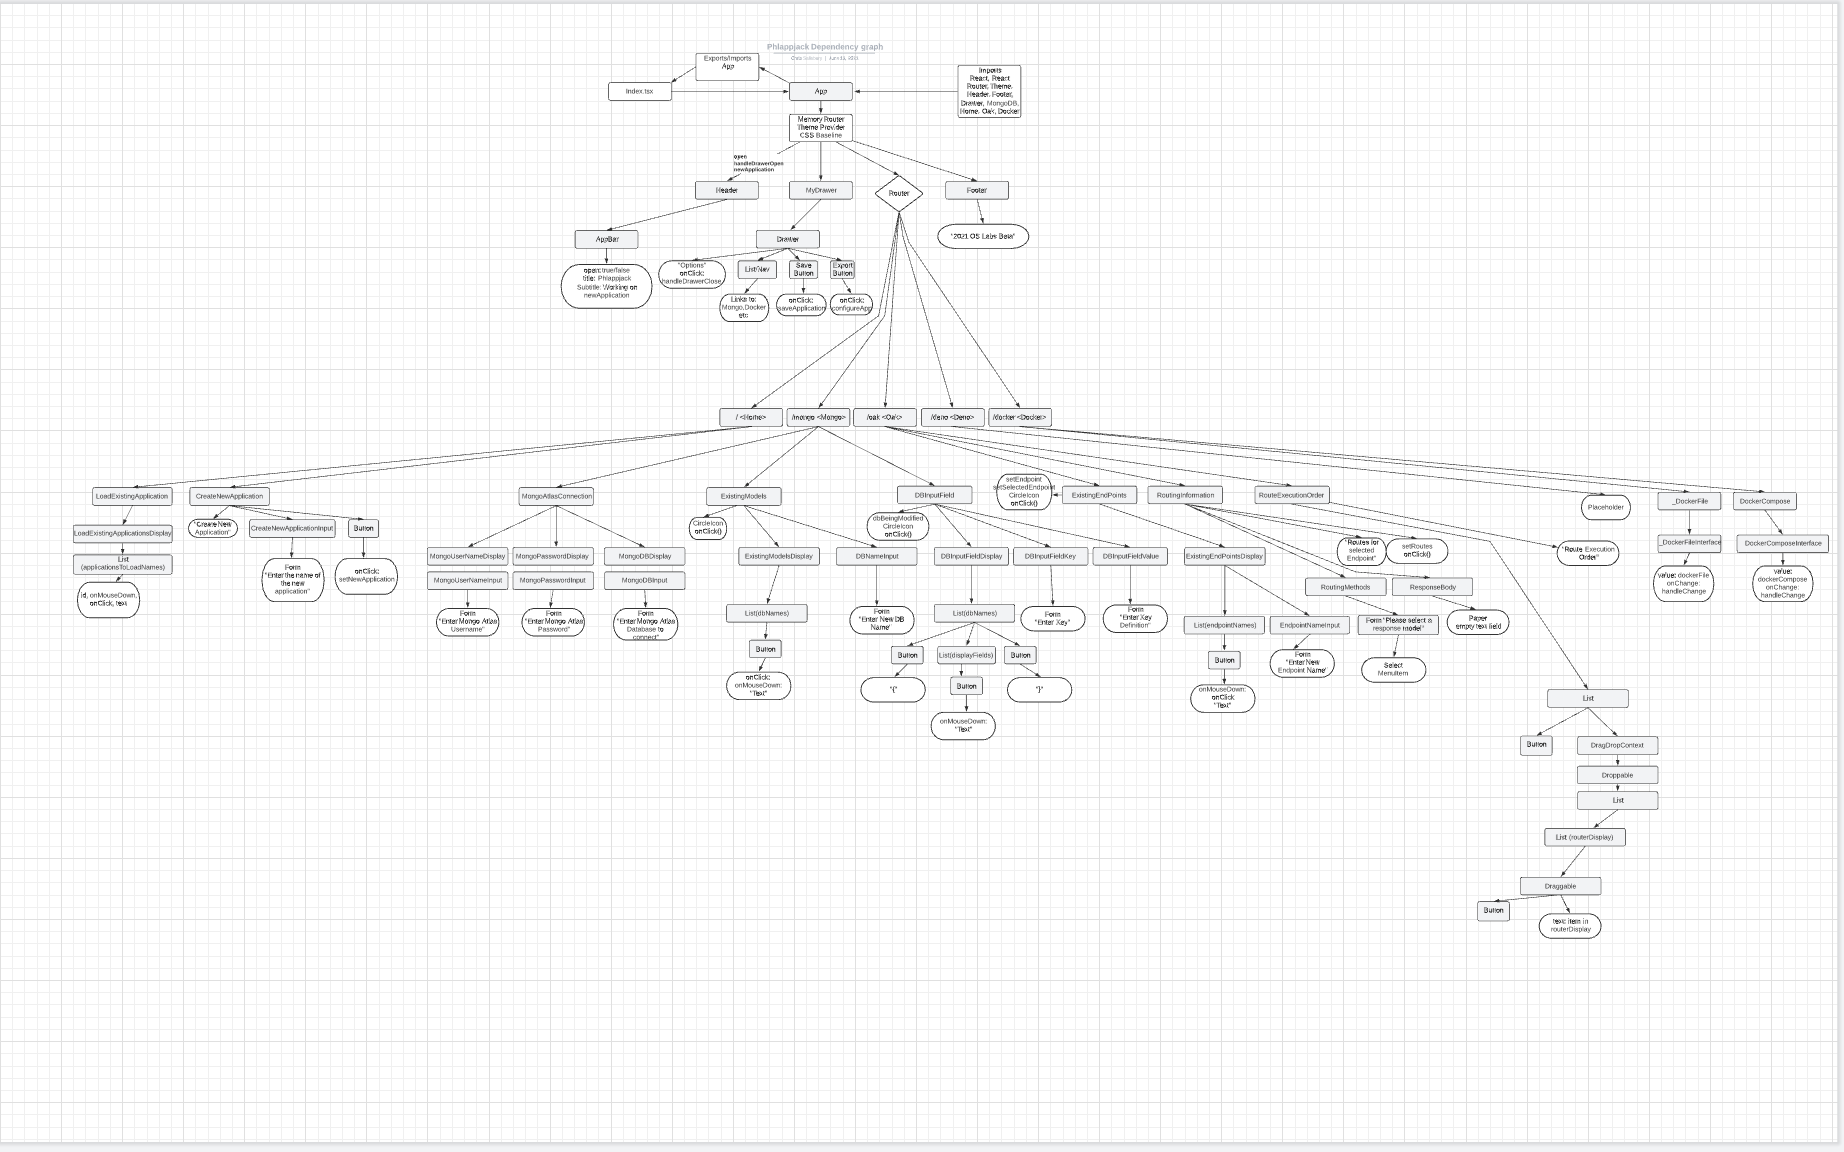 Phlappjack Dependency graph
Exports/Imports
App
Index.tsx
App
Imports
React, React
Router, Theme,
Header, Footer,
Drawer, MongoDB,
Home, Oak, Docker
Memory Router
Theme Provider
CSS Baseline
open
handleDrawerOpen
newApplication
Header
MyDrawer
Router
Footer
"2021 OS Labs Beta"
AppBar
Drawer
open: true/false
title: Phlappjack
Subtitle: Working on
newApplication
"Options"
onClick:
handleDrawerClose
List/Nav
Save
Button
Export
Button
Links to:
Mongo,Docker
etc
onClick:
saveApplication
onClick:
configureApp
/ <Home>
/mongo <Mongo>
/oak <Oak>
/deno <Deno>
/docker <Docker>
LoadExistingApplication
CreateNewApplication
MongoAtlasConnection
ExistingModels
DBInputField
setEndpoint
setSelectedEndpoint
CircleIcon
onClick()
ExistingEndPoints
RoutingInformation
RouteExecutionOrder
Placeholder
_DockerFile
DockerCompose
LoadExistingApplicationsDisplay
"Create New
Application"
CreateNewApplicationInput
Button
CircleIcon
onClick()
dbBeingModified
CircleIcon
onClick()
List
(applicationsToLoadNames)
MongoUserNameDisplay
MongoPasswordDisplay
MongoDBDisplay
ExistingModelsDisplay
DBNameInput
DBInputFieldDisplay
DBInputFieldKey
DBInputFieldValue
ExistingEndPointsDisplay
"Routes for
selected
Endpoint"
setRoutes
onClick()
"Route Execution
Order"
_DockerFileInterface
DockerComposeInterface
id, onMouseDown,
onClick, text
Form
"Enter the name of
the new
application"
onClick:
setNewApplication
MongoUserNameInput
MongoPasswordInput
MongoDBInput
RoutingMethods
ResponseBody
value: dockerFile
onChange:
handleChange
value:
dockerCompose
onChange:
handleChange
Form
"Enter Mongo Atlas
Username"
Form
"Enter Mongo Atlas
Password"
Form
"Enter Mongo Atlas
Database to
connect"
List(dbNames)
Form
"Enter New DB
Name"
List(dbNames)
Form
"Enter Key"
Form
"Enter Key
Definition"
List(endpointNames)
EndpointNameInput
Form "Please select a
response model"
Paper
empty text field
Button
Button
List(displayFields)
Button
Button
Form
"Enter New
Endpoint Name"
Select
MenuItem
onClick:
onMouseDown:
"Text"
"{"
Button
"}"
onMouseDown:
onClick
"Text"
onMouseDown:
"Text"
List
Button
DragDropContext
Droppable
List
List (routerDisplay)
Draggable
Button
text: item in
routerDisplay